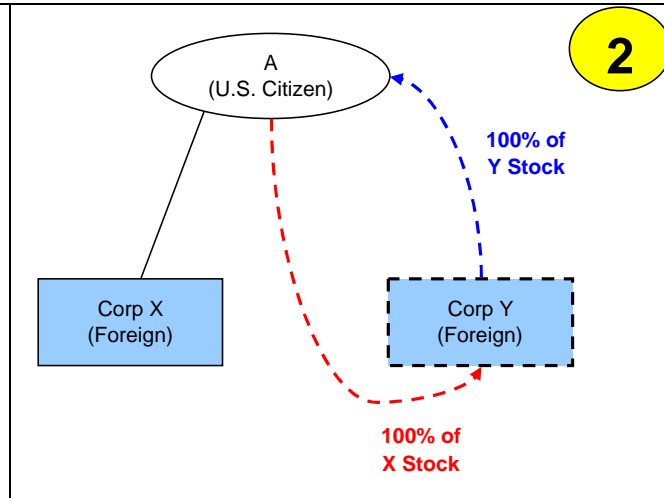 2
A
(U.S. Citizen)
100% of
Y Stock
Corp X
(Foreign)
Corp Y
(Foreign)
100% of
X Stock